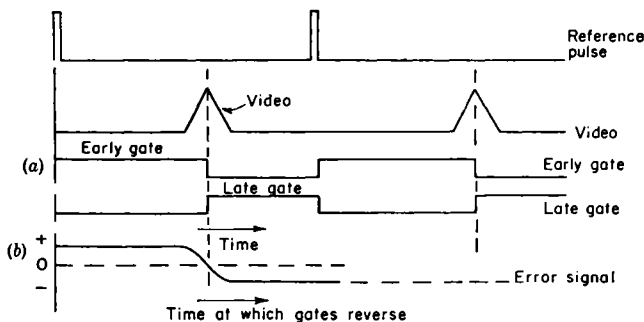 Reference
pulse
Video
Video
Early gate
(a)
Early gate
Late gate
Late gate
Time
(b)
+
0
−
Error signal
Time at which gates reverse